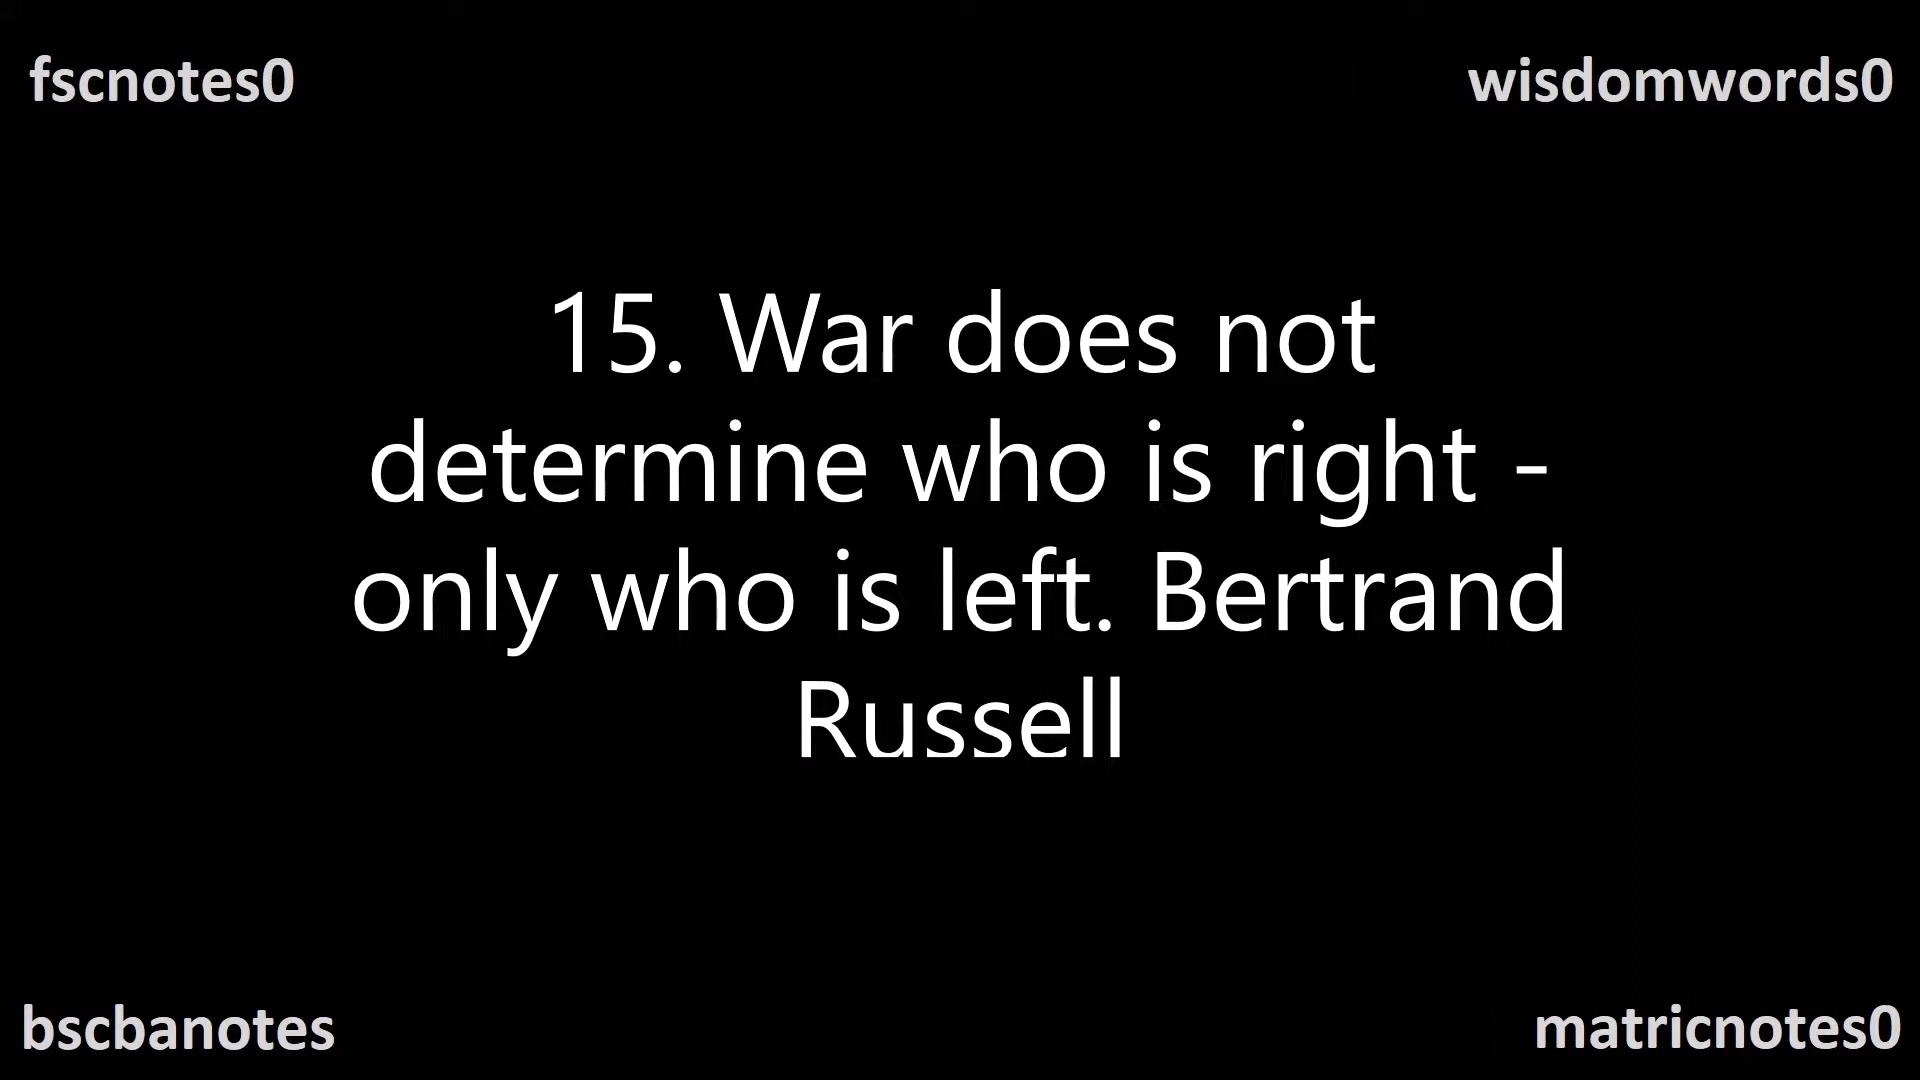 fscnotes0
wisdomwords0
15. War does not
determine who is right -
only who is left. Bertrand
Russell
bscbanotes
matricnotes0